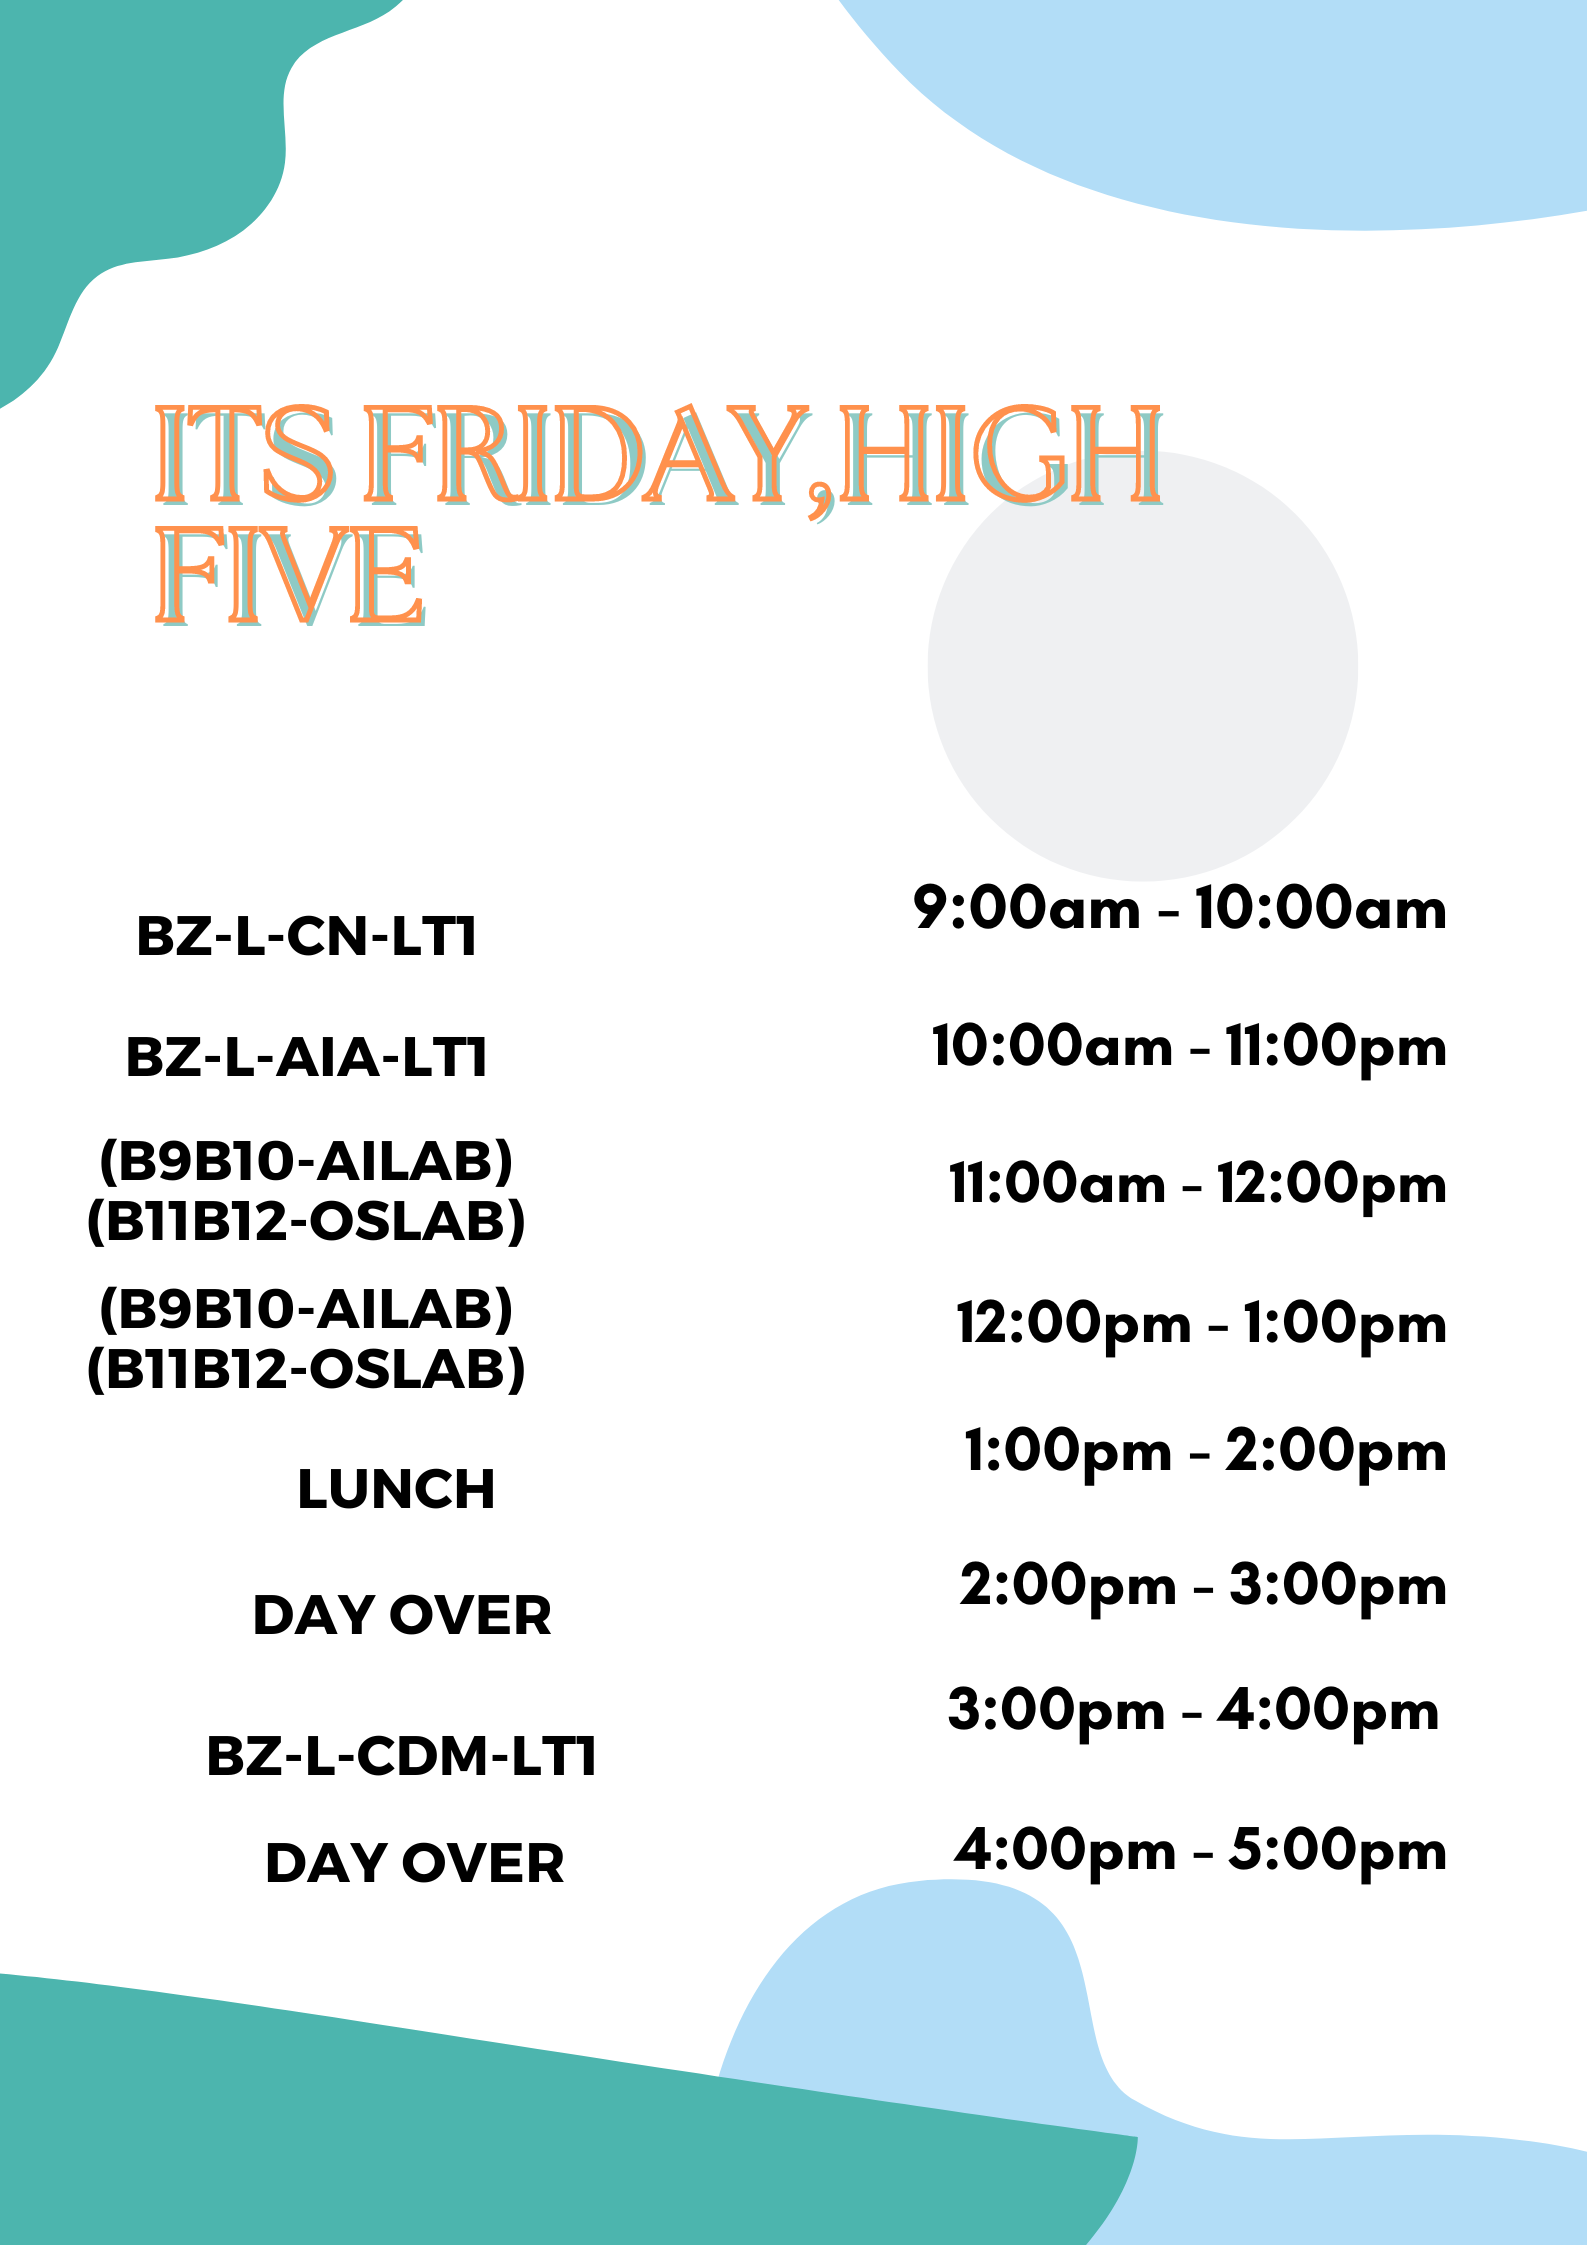 ITS FRIDAY,HIGH
FIVE
BZ-L-CN-LT1 9:00am - 10:00am
BZ-L-AIA-LT1 10:00am - 11:00pm
(B9B10-AILAB)
(B11B12-OSLAB) 11:00am - 12:00pm
(B9B10-AILAB)
(B11B12-OSLAB) 12:00pm - 1:00pm
LUNCH 1:00pm - 2:00pm
DAY OVER 2:00pm - 3:00pm
BZ-L-CDM-LT1 3:00pm - 4:00pm
DAY OVER 4:00pm - 5:00pm